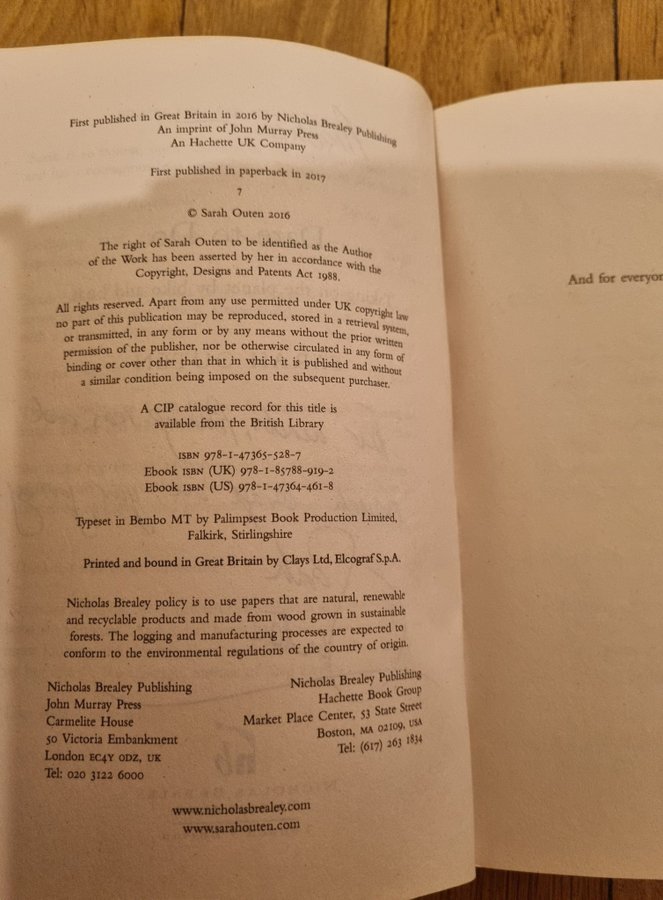 First published in Great Britain in 2016 by Nicholas Brealey Publishing
An imprint of John Murray Press
An Hachette UK Company
First published in paperback in 2017
7
© Sarah Outen 2016
The right of Sarah Outen to be identified as the Author
of the Work has been asserted by her in accordance with the
Copyright, Designs and Patents Act 1988.
All rights reserved. Apart from any use permitted under UK copyright law
no part of this publication may be reproduced, stored in a retrieval system,
or transmitted, in any form or by any means without the prior written
permission of the publisher, nor be otherwise circulated in any form of
binding or cover other than that in which it is published and without
a similar condition being imposed on the subsequent purchaser.
A CIP catalogue record for this title is
available from the British Library
ISBN 978-1-47365-528-7
Ebook ISBN (UK) 978-1-85788-919-2
Ebook ISBN (US) 978-1-47364-461-8
Typeset in Bembo MT by Palimpsest Book Production Limited,
Falkirk, Stirlingshire
Printed and bound in Great Britain by Clays Ltd, Elcograf S.p.A.
Nicholas Brealey policy is to use papers that are natural, renewable
and recyclable products and made from wood grown in sustainable
forests. The logging and manufacturing processes are expected to
conform to the environmental regulations of the country of origin.
Nicholas Brealey Publishing
John Murray Press
Carmelite House
50 Victoria Embankment
London EC4Y 0DZ, UK
Tel: 020 3122 6000
Nicholas Brealey Publishing
Hachette Book Group
Market Place Center, 53 State Street
Boston, MA 02109, USA
Tel: (617) 263 1834
www.nicholasbrealey.com
www.sarahouten.com
And for everyon